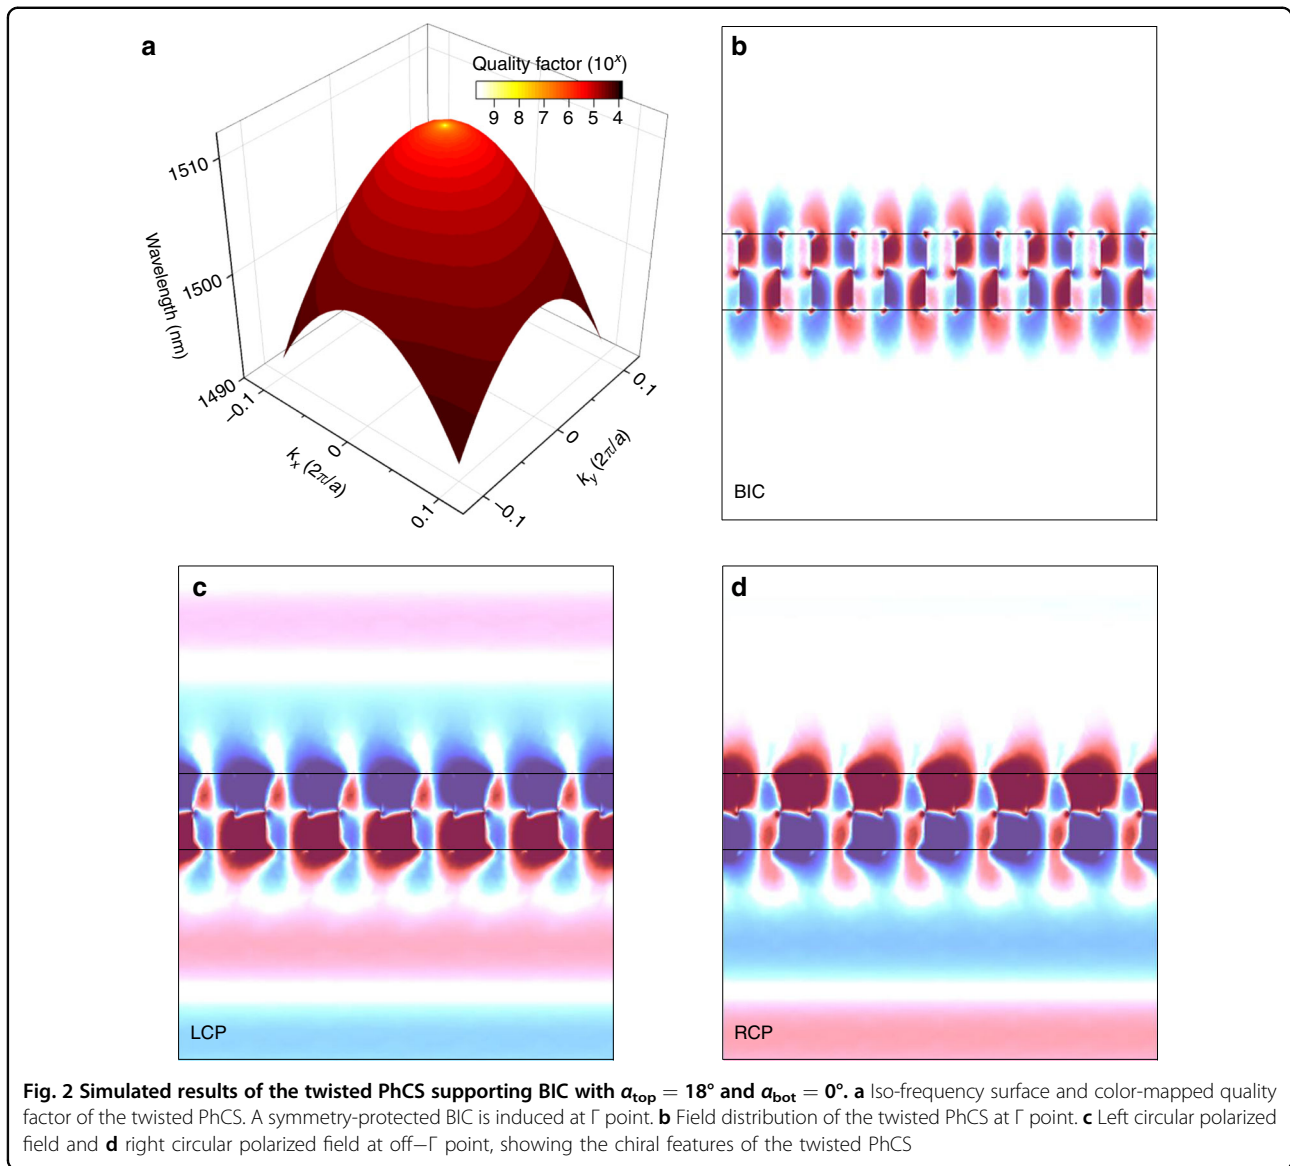 a
Quality factor (10^x)
9 8 7 6 5 4
1510
1500
1490
Wavelength (nm)
−0.1
0
0.1
k_x (2π/a)
−0.1
0
0.1
k_y (2π/a)
b
BIC
c
LCP
d
RCP
Fig. 2 Simulated results of the twisted PhCS supporting BIC with α_top = 18° and α_bot = 0°. a Iso-frequency surface and color-mapped quality
factor of the twisted PhCS. A symmetry-protected BIC is induced at Γ point. b Field distribution of the twisted PhCS at Γ point. c Left circular polarized
field and d right circular polarized field at off−Γ point, showing the chiral features of the twisted PhCS